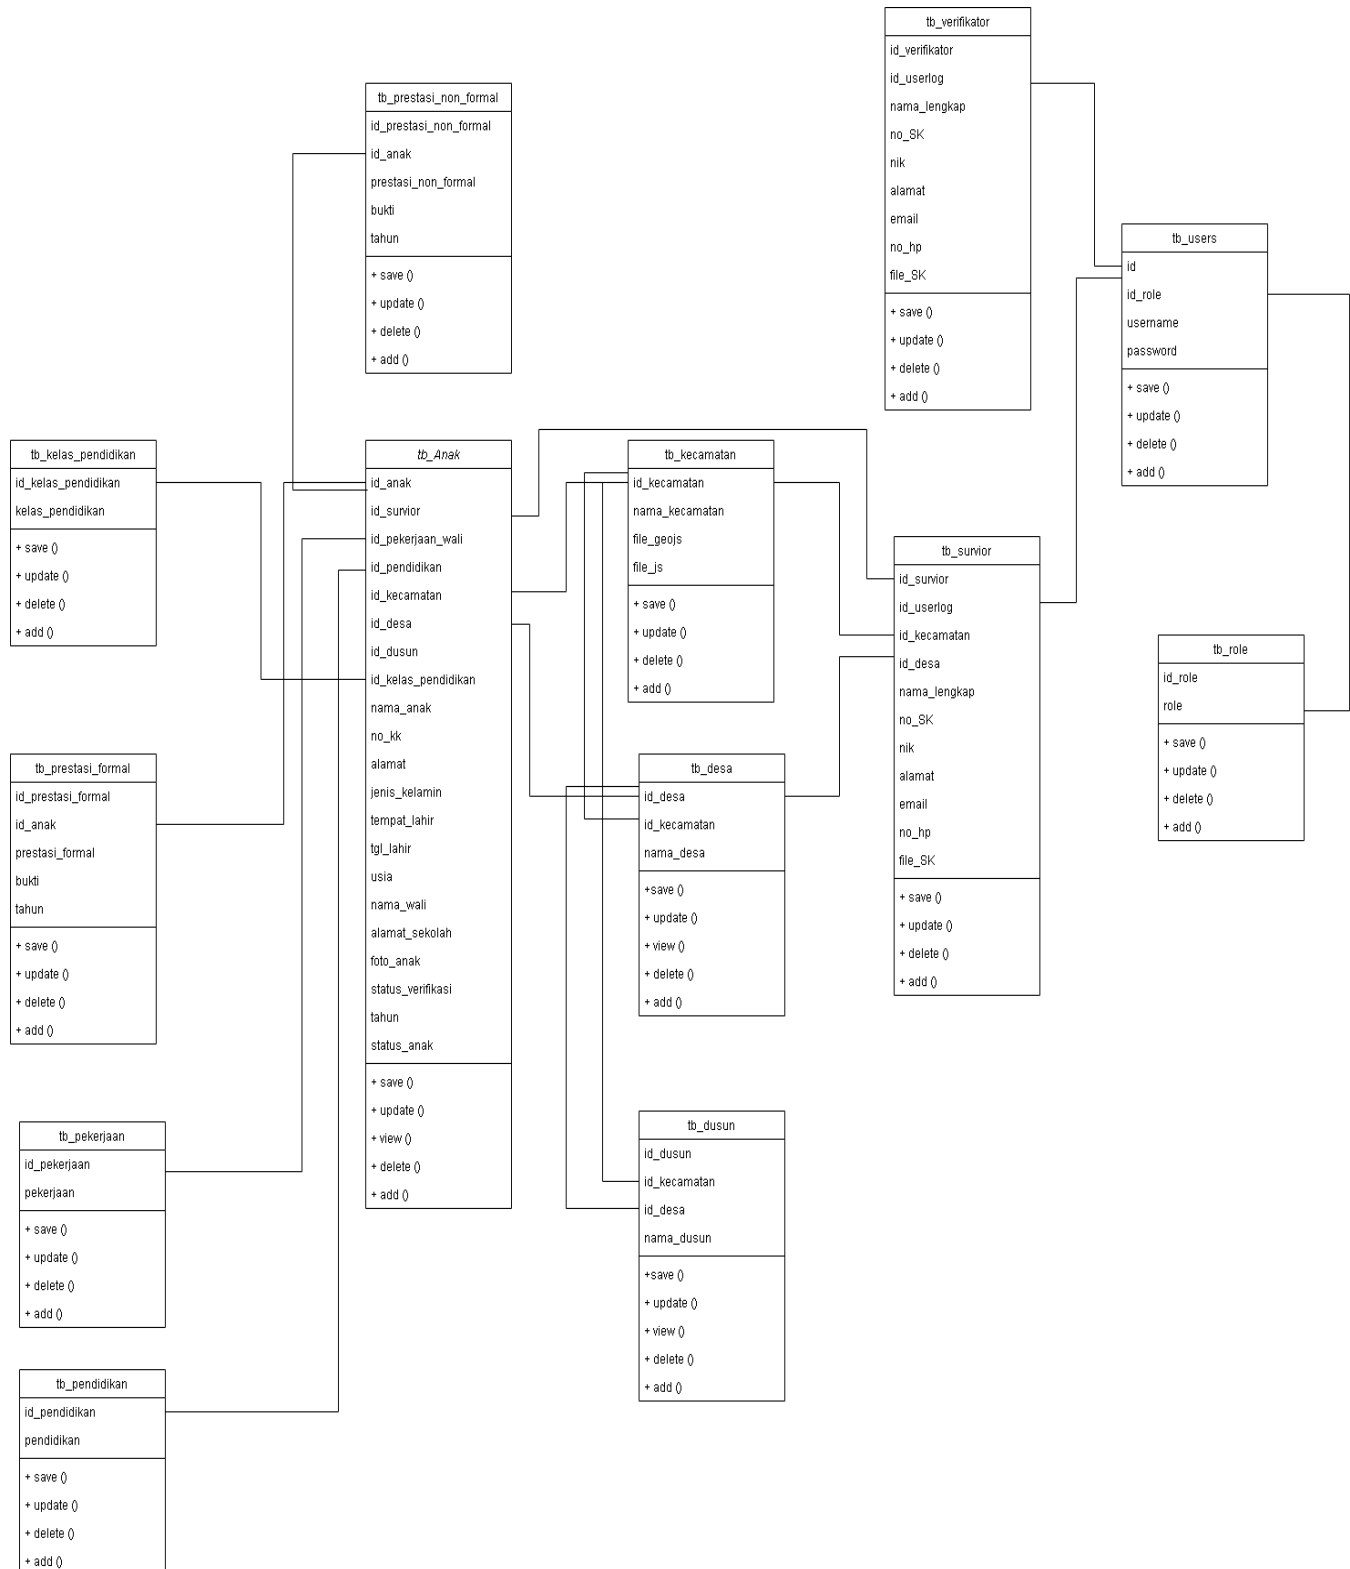 tb_verifikator
id_verifikator
id_userlog
nama_lengkap
no_SK
nik
alamat
email
no_hp
file_SK
+ save ()
+ update ()
+ delete ()
+ add ()
tb_prestasi_non_formal
id_prestasi_non_formal
id_anak
prestasi_non_formal
bukti
tahun
+ save ()
+ update ()
+ delete ()
+ add ()
tb_users
id
id_role
username
password
+ save ()
+ update ()
+ delete ()
+ add ()
tb_kelas_pendidikan
id_kelas_pendidikan
kelas_pendidikan
+ save ()
+ update ()
+ delete ()
+ add ()
tb_Anak
id_anak
id_survior
id_pekerjaan_wali
id_pendidikan
id_kecamatan
id_desa
id_dusun
id_kelas_pendidikan
nama_anak
no_kk
alamat
jenis_kelamin
tempat_lahir
tgl_lahir
usia
nama_wali
alamat_sekolah
foto_anak
status_verifikasi
tahun
status_anak
+ save ()
+ update ()
+ view ()
+ delete ()
+ add ()
tb_kecamatan
id_kecamatan
nama_kecamatan
file_geojs
file_js
+ save ()
+ update ()
+ delete ()
+ add ()
tb_survior
id_survior
id_userlog
id_kecamatan
id_desa
nama_lengkap
no_SK
nik
alamat
email
no_hp
file_SK
+ save ()
+ update ()
+ delete ()
+ add ()
tb_role
id_role
role
+ save ()
+ update ()
+ delete ()
+ add ()
tb_prestasi_formal
id_prestasi_formal
id_anak
prestasi_formal
bukti
tahun
+ save ()
+ update ()
+ delete ()
+ add ()
tb_desa
id_desa
id_kecamatan
nama_desa
+save ()
+ update ()
+ view ()
+ delete ()
+ add ()
tb_pekerjaan
id_pekerjaan
pekerjaan
+ save ()
+ update ()
+ delete ()
+ add ()
tb_dusun
id_dusun
id_kecamatan
id_desa
nama_dusun
+save ()
+ update ()
+ view ()
+ delete ()
+ add ()
tb_pendidikan
id_pendidikan
pendidikan
+ save ()
+ update ()
+ delete ()
+ add ()